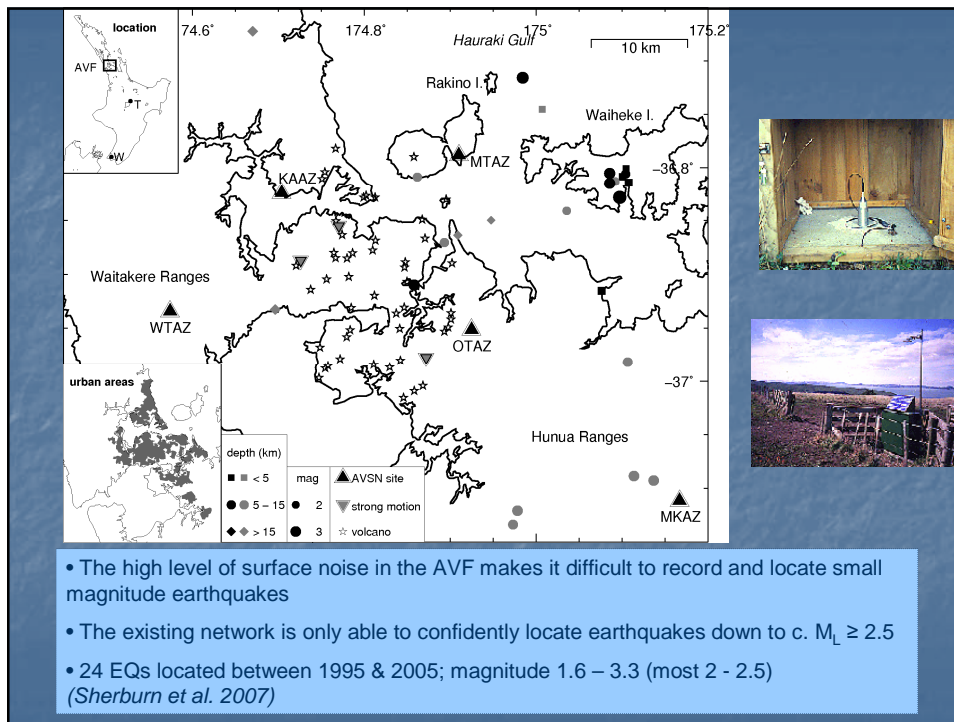 location
AVF
T
W
174.6
174.8˚
175˚
175.2˚
Hauraki Gulf
10 km
Rakino I.
Waiheke I.
MTAZ
−36.8˚
KAAZ
Waitakere Ranges
WTAZ
OTAZ
−37˚
urban areas
Hunua Ranges
MKAZ
depth (km)
< 5
5 − 15
> 15
mag
2
3
AVSN site
strong motion
volcano
• The high level of surface noise in the AVF makes it difficult to record and locate small
magnitude earthquakes
• The existing network is only able to confidently locate earthquakes down to c. M_L ≥ 2.5
• 24 EQs located between 1995 & 2005; magnitude 1.6 – 3.3 (most 2 - 2.5)
(Sherburn et al. 2007)